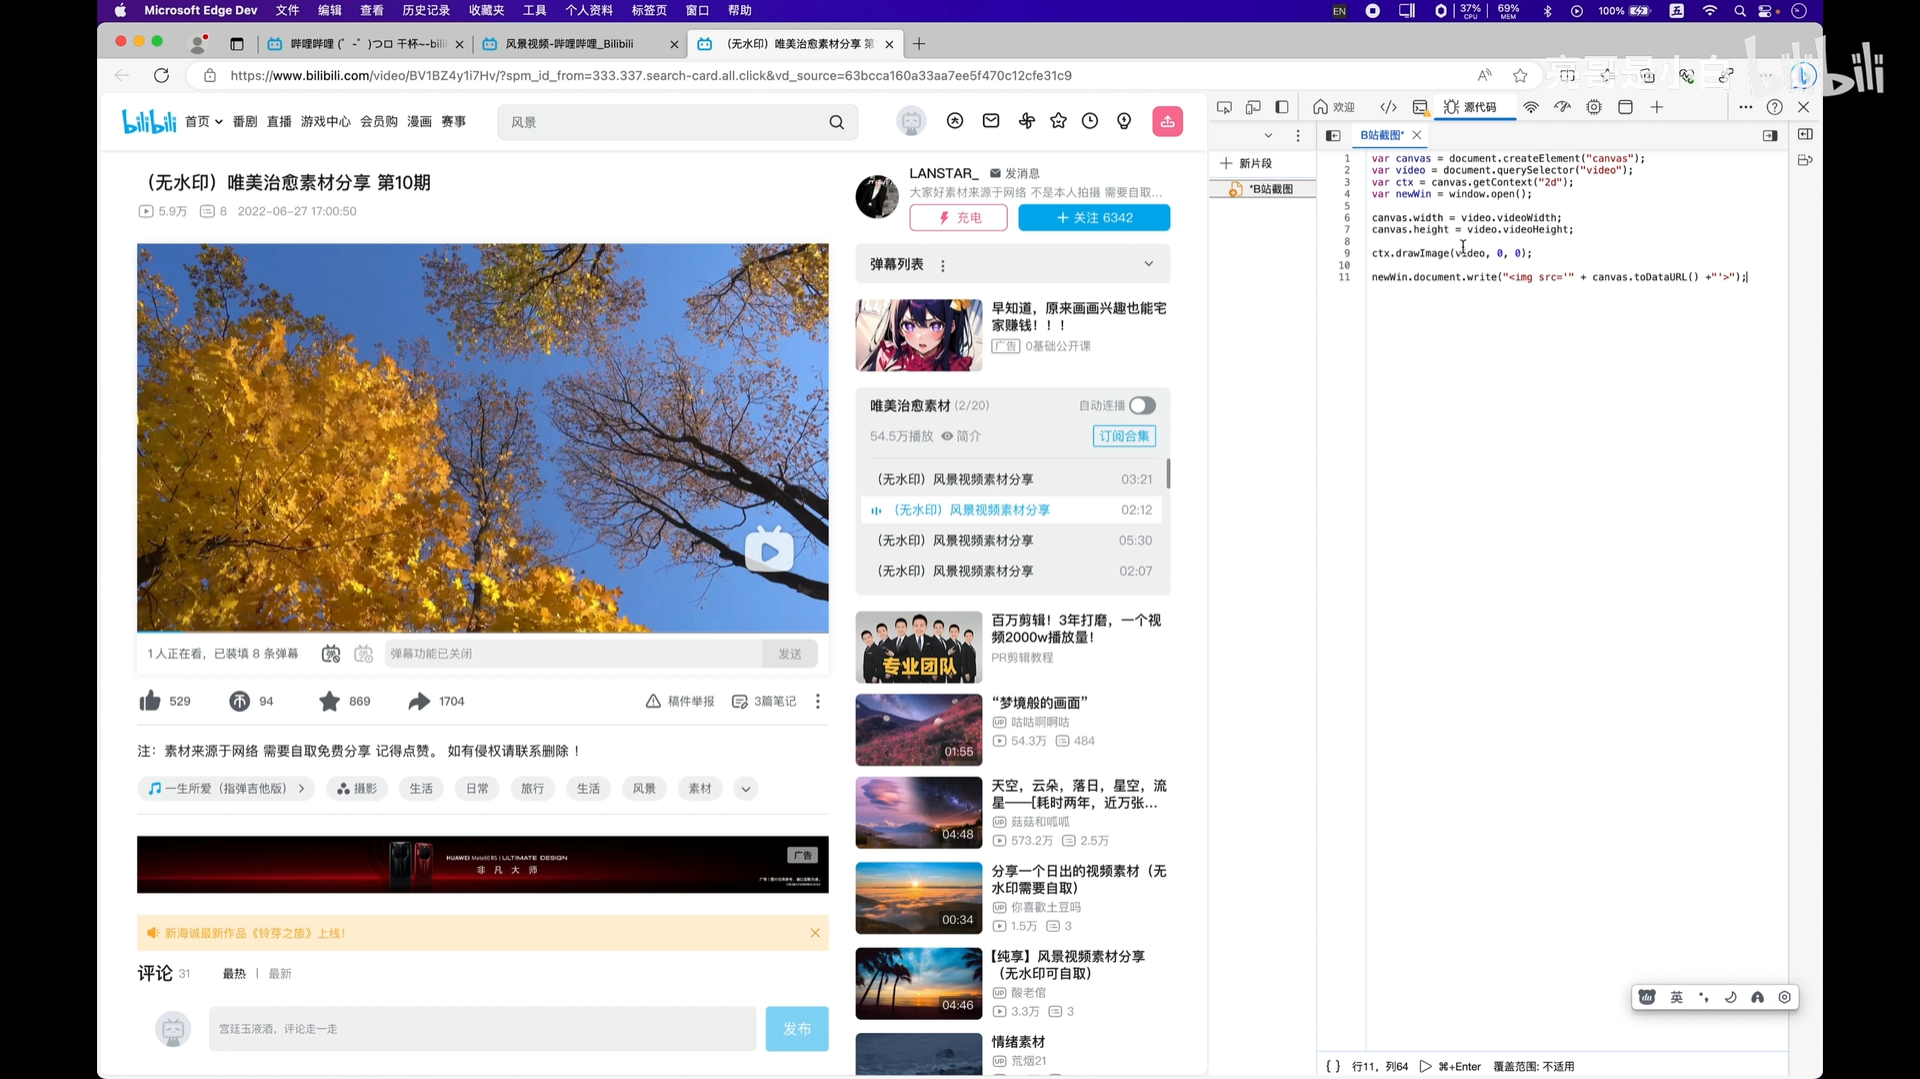 Microsoft Edge Dev 文件 编辑 查看 历史记录 收藏夹 工具 个人资料 标签页 窗口 帮助
EN 37% CPU 69% MEM 100% 五
哔哩哔哩 (゜-゜)つロ 干杯~-bili
风景视频-哔哩哔哩_Bilibili
（无水印）唯美治愈素材分享 第
https://www.bilibili.com/video/BV1BZ4y1i7Hv/?spm_id_from=333.337.search-card.all.click&vd_source=63bcca160a33aa7ee5f470c12cfe31c9
亮哥是小白 bilibili
bilibili 首页 番剧 直播 游戏中心 会员购 漫画 赛事
风景
（无水印）唯美治愈素材分享 第10期
5.9万 8 2022-06-27 17:00:50
1人正在看，已装填 8 条弹幕
弹幕功能已关闭
发送
529 94 869 1704
稿件举报 3篇笔记
注：素材来源于网络 需要自取免费分享 记得点赞。 如有侵权请联系删除 ！
一生所爱（指弹吉他版）
摄影 生活 日常 旅行 生活 风景 素材
HUAWEI Mate60 RS | ULTIMATE DESIGN
非 凡 大 师
广告
新海诚最新作品《铃芽之旅》上线！
评论 31 最热 | 最新
宫廷玉液酒，评论走一走
发布
LANSTAR_ 发消息
大家好素材来源于网络 不是本人拍摄 需要自取...
充电
+ 关注 6342
弹幕列表
早知道，原来画画兴趣也能宅
家赚钱！！！
广告 0基础公开课
唯美治愈素材 (2/20) 自动连播
54.5万播放 简介 订阅合集
（无水印）风景视频素材分享 03:21
（无水印）风景视频素材分享 02:12
（无水印）风景视频素材分享 05:30
（无水印）风景视频素材分享 02:07
专业团队
百万剪辑！3年打磨，一个视
频2000w播放量！
PR剪辑教程
01:55
“梦境般的画面”
UP 咕咕啊啊咕
54.3万 484
04:48
天空，云朵，落日，星空，流
星——[耗时两年，近万张...
UP 菇菇和呱呱
573.2万 2.5万
00:34
分享一个日出的视频素材（无
水印需要自取）
UP 你喜歡土豆吗
1.5万 3
04:46
【纯享】风景视频素材分享
（无水印可自取）
UP 酸老倌
3.3万 3
情绪素材
UP 荒烟21
欢迎 源代码
新片段
*B站截图
B站截图*
1 var canvas = document.createElement("canvas");
2 var video = document.querySelector("video");
3 var ctx = canvas.getContext("2d");
4 var newWin = window.open();
5
6 canvas.width = video.videoWidth;
7 canvas.height = video.videoHeight;
8
9 ctx.drawImage(video, 0, 0);
10
11 newWin.document.write("<img src='" + canvas.toDataURL() +"'>");
du 英
{ } 行11，列64 ⌘+Enter 覆盖范围: 不适用